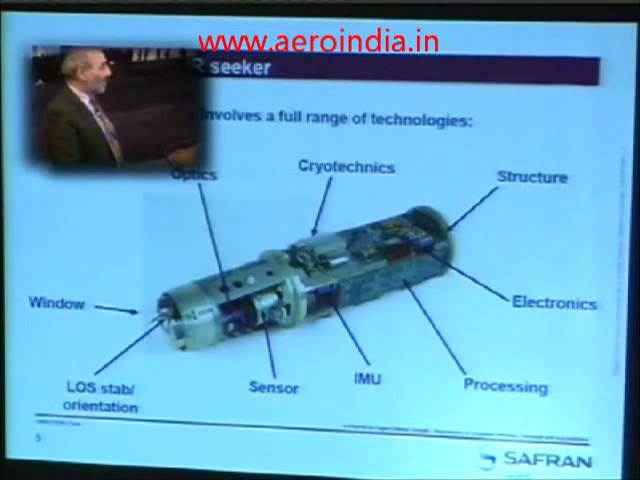 www.aeroindia.in
R seeker
involves a full range of technologies:
Optics
Cryotechnics
Structure
Window
Electronics
LOS stab/
orientation
Sensor
IMU
Processing
5
SAFRAN